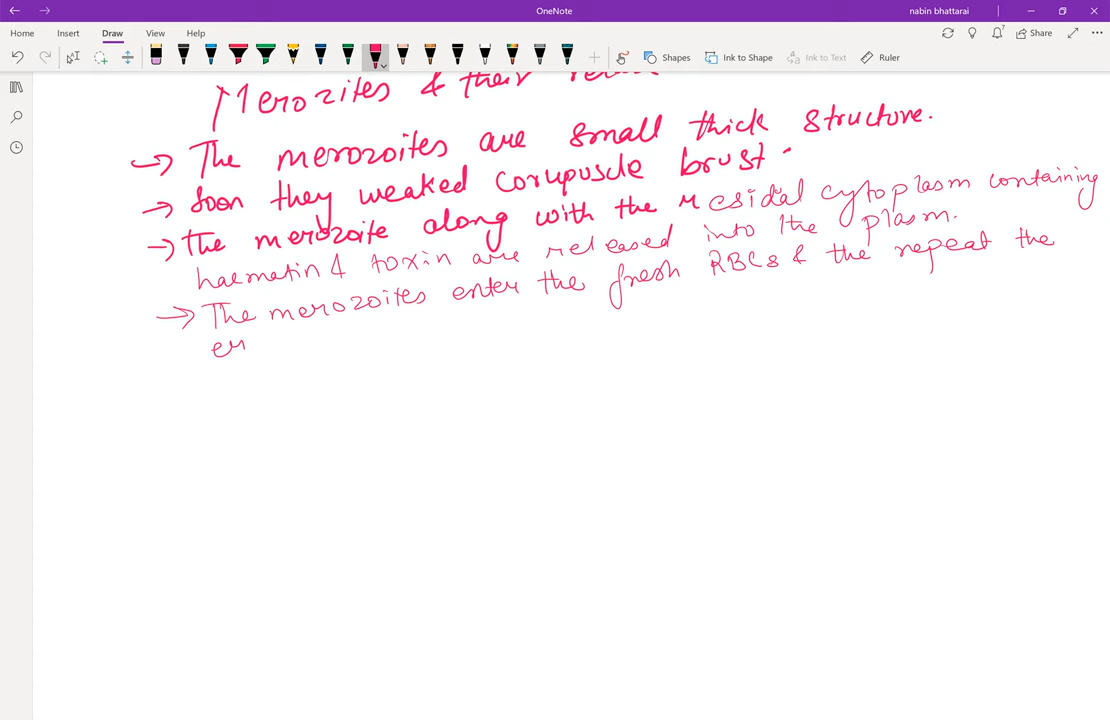 OneNote
nabin bhattarai
Home Insert Draw View Help
Share
Shapes Ink to Shape Ink to Text Ruler
Merozites & their
→ The merozoites are small thick structure.
→ Soon they weaked corupuscle brust.
→ The merozoite along with the residal cytoplasm containing
haematin & toxin are released into the plasm.
→ The merozoites enter the fresh RBCs & the repeat the